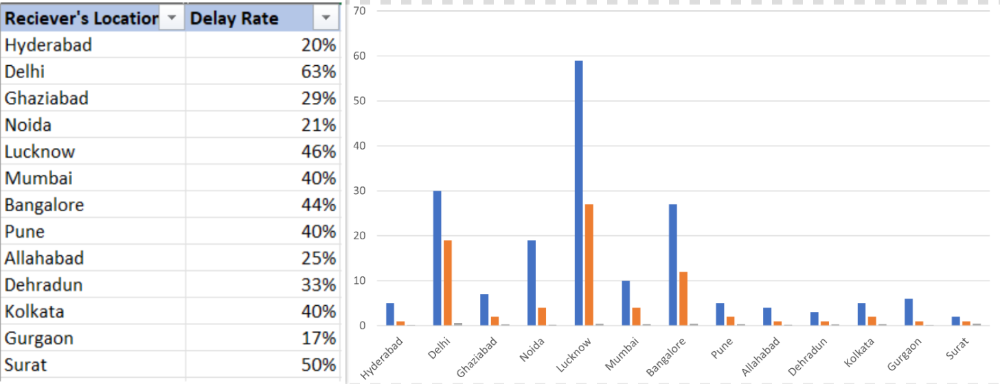 Reciever's Location Delay Rate
Hyderabad 20%
Delhi 63%
Ghaziabad 29%
Noida 21%
Lucknow 46%
Mumbai 40%
Bangalore 44%
Pune 40%
Allahabad 25%
Dehradun 33%
Kolkata 40%
Gurgaon 17%
Surat 50%
70
60
50
40
30
20
10
0
Hyderabad Delhi Ghaziabad Noida Lucknow Mumbai Bangalore Pune Allahabad Dehradun Kolkata Gurgaon Surat